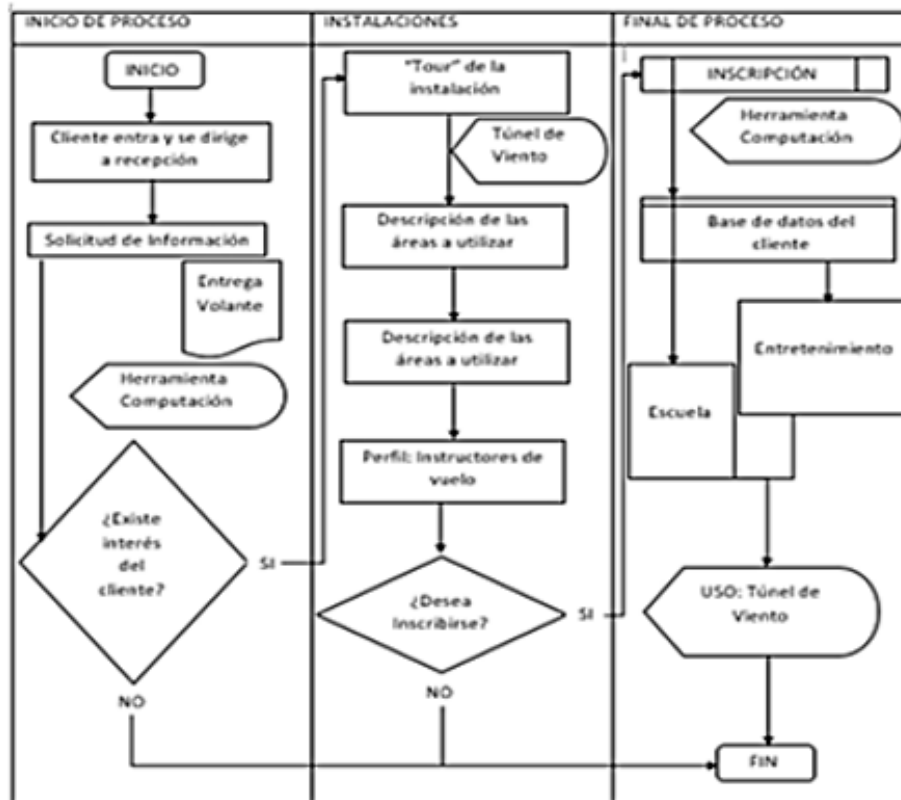 INICIO DE PROCESO
INICIO
Cliente entra y se dirige
a recepción
Solicitud de Información
Entrega
Volante
Herramienta
Computación
¿Existe
interés
del
cliente?
SI
NO
INSTALACIONES
"Tour" de la
instalación
Túnel de
Viento
Descripción de las
áreas a utilizar
Descripción de las
áreas a utilizar
Perfil: Instructores de
vuelo
¿Desea
Inscribirse?
SI
NO
FINAL DE PROCESO
INSCRIPCIÓN
Herramienta
Computación
Base de datos del
cliente
Entretenimiento
Escuela
USO: Túnel de
Viento
FIN